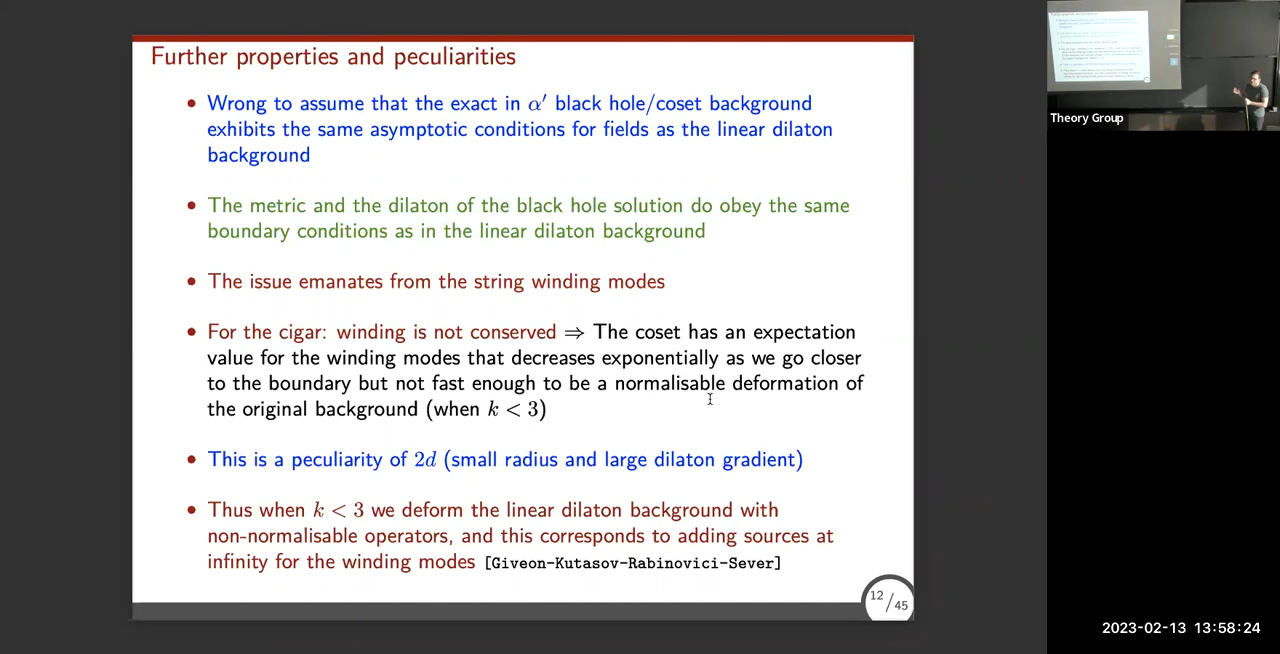 Further properties and peculiarities
• Wrong to assume that the exact in α′ black hole/coset background
exhibits the same asymptotic conditions for fields as the linear dilaton
background
• The metric and the dilaton of the black hole solution do obey the same
boundary conditions as in the linear dilaton background
• The issue emanates from the string winding modes
• For the cigar: winding is not conserved ⇒ The coset has an expectation
value for the winding modes that decreases exponentially as we go closer
to the boundary but not fast enough to be a normalisable deformation of
the original background (when k < 3)
• This is a peculiarity of 2d (small radius and large dilaton gradient)
• Thus when k < 3 we deform the linear dilaton background with
non-normalisable operators, and this corresponds to adding sources at
infinity for the winding modes [Giveon-Kutasov-Rabinovici-Sever]
12/45
Theory Group
2023-02-13 13:58:24